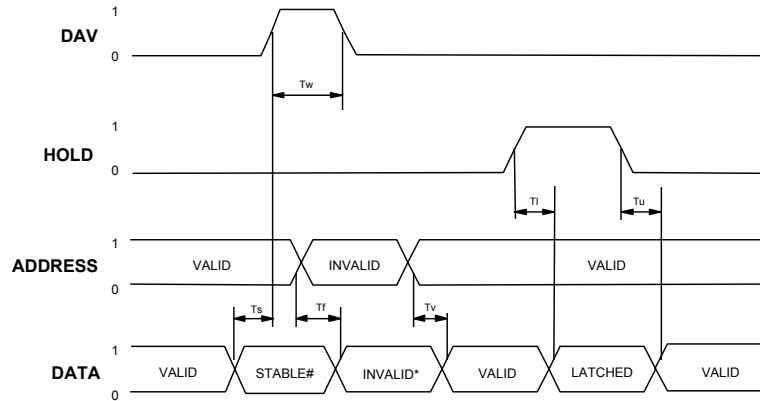 1
DAV
0
Tw
1
HOLD
0
Tl Tu
1
ADDRESS VALID INVALID VALID
0
Ts Tf Tv
1
DATA VALID STABLE# INVALID* VALID LATCHED VALID
0